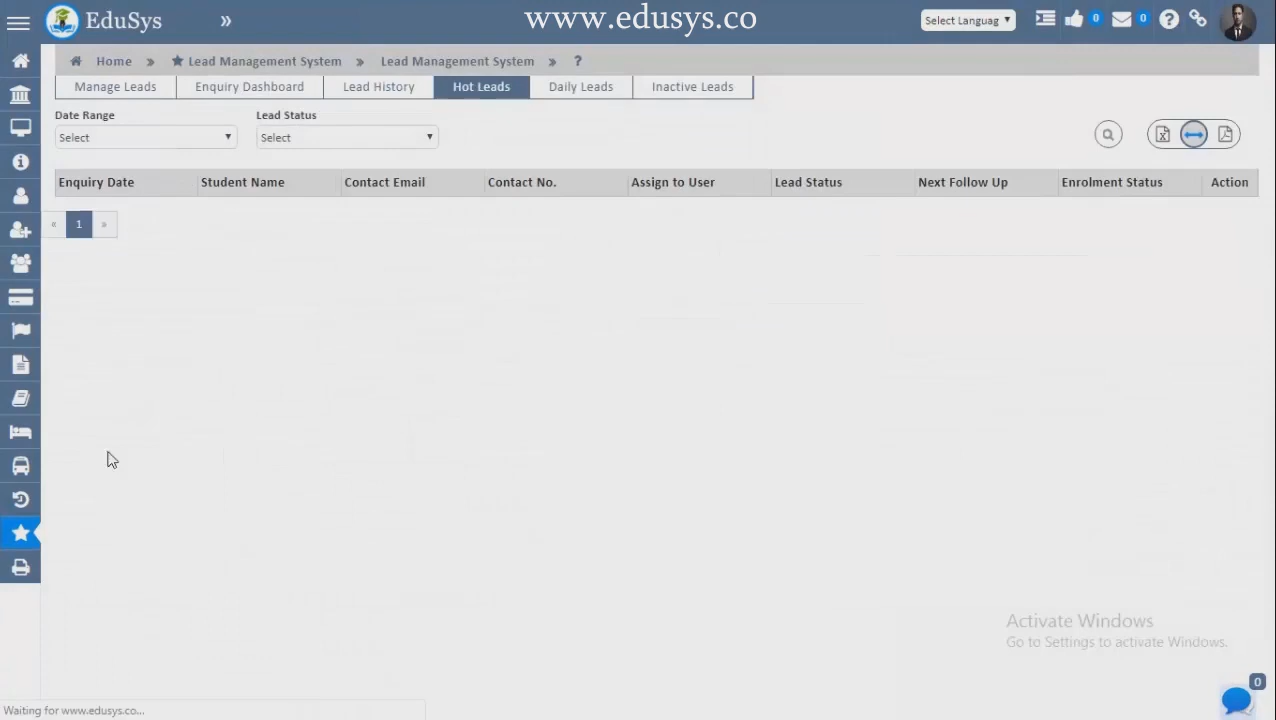 EduSys » www.edusys.co Select Languag 0 0
Home » Lead Management System » Lead Management System » ?
Manage Leads Enquiry Dashboard Lead History Hot Leads Daily Leads Inactive Leads
Date Range Lead Status
Select Select
Enquiry Date Student Name Contact Email Contact No. Assign to User Lead Status Next Follow Up Enrolment Status Action
« 1 »
Activate Windows
Go to Settings to activate Windows.
0
Waiting for www.edusys.co...